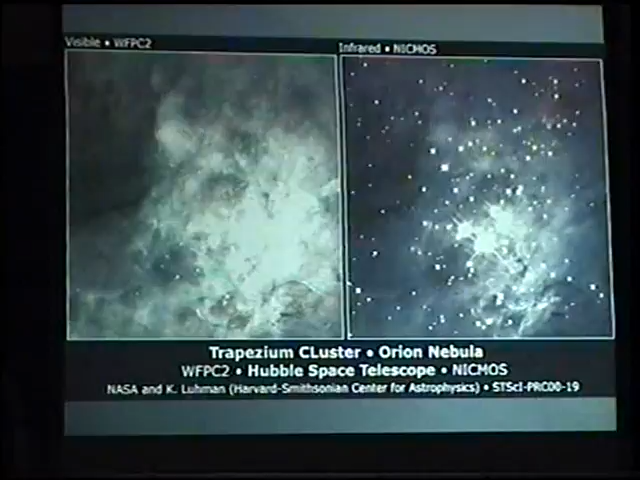 Visible • WFPC2
Infrared • NICMOS
Trapezium CLuster • Orion Nebula
WFPC2 • Hubble Space Telescope • NICMOS
NASA and K. Luhman (Harvard-Smithsonian Center for Astrophysics) • STScI-PRC00-19